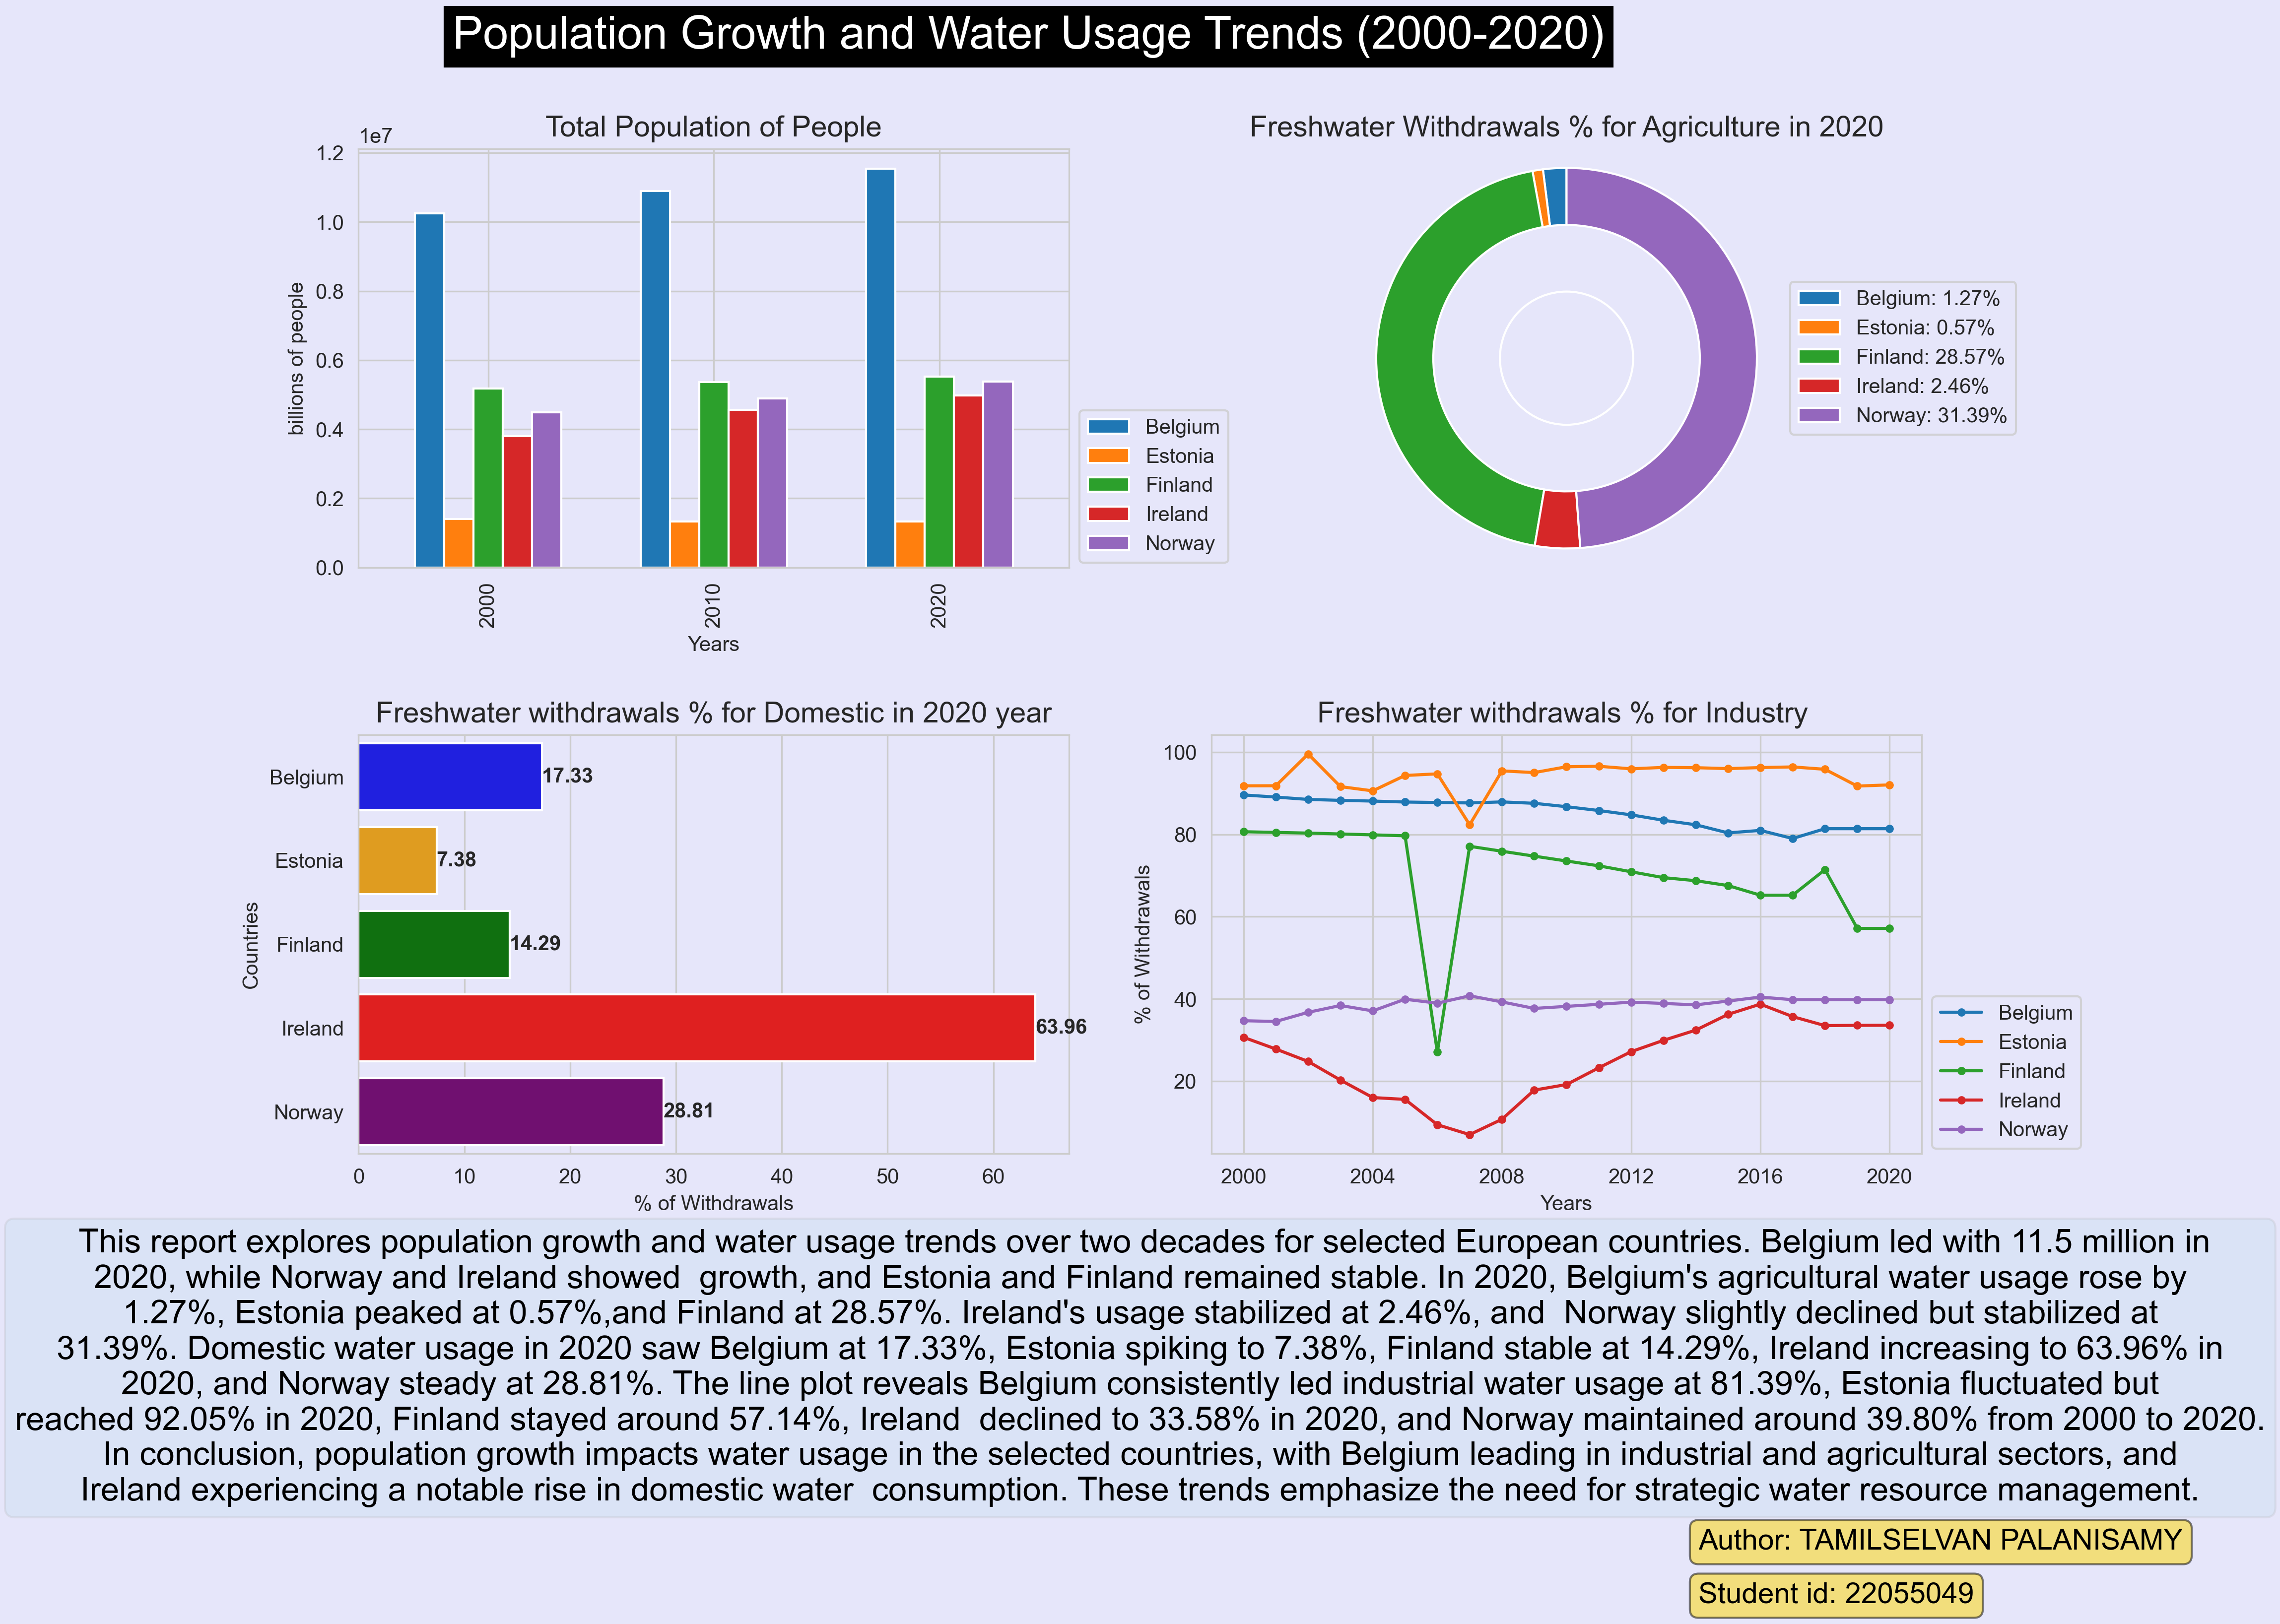 Population Growth and Water Usage Trends (2000-2020)
Total Population of People
1e7
1.2
1.0
0.8
0.6
0.4
0.2
0.0
billions of people
2000
2010
2020
Years
Belgium
Estonia
Finland
Ireland
Norway
Freshwater Withdrawals % for Agriculture in 2020
Belgium: 1.27%
Estonia: 0.57%
Finland: 28.57%
Ireland: 2.46%
Norway: 31.39%
Freshwater withdrawals % for Domestic in 2020 year
Countries
Belgium
17.33
Estonia
7.38
Finland
14.29
Ireland
63.96
Norway
28.81
0
10
20
30
40
50
60
% of Withdrawals
Freshwater withdrawals % for Industry
100
80
60
40
20
% of Withdrawals
2000
2004
2008
2012
2016
2020
Years
Belgium
Estonia
Finland
Ireland
Norway
This report explores population growth and water usage trends over two decades for selected European countries. Belgium led with 11.5 million in
2020, while Norway and Ireland showed  growth, and Estonia and Finland remained stable. In 2020, Belgium's agricultural water usage rose by
1.27%, Estonia peaked at 0.57%,and Finland at 28.57%. Ireland's usage stabilized at 2.46%, and  Norway slightly declined but stabilized at
31.39%. Domestic water usage in 2020 saw Belgium at 17.33%, Estonia spiking to 7.38%, Finland stable at 14.29%, Ireland increasing to 63.96% in
2020, and Norway steady at 28.81%. The line plot reveals Belgium consistently led industrial water usage at 81.39%, Estonia fluctuated but
reached 92.05% in 2020, Finland stayed around 57.14%, Ireland  declined to 33.58% in 2020, and Norway maintained around 39.80% from 2000 to 2020.
In conclusion, population growth impacts water usage in the selected countries, with Belgium leading in industrial and agricultural sectors, and
Ireland experiencing a notable rise in domestic water  consumption. These trends emphasize the need for strategic water resource management.
Author: TAMILSELVAN PALANISAMY
Student id: 22055049